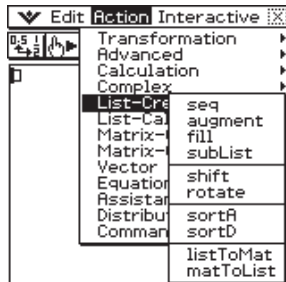 Edit Action Interactive
Transformation
Advanced
Calculation
Complex
List-Cre
List-Cal
Matrix-
Matrix-
Vector
Equation
Assistan
Distribu
Comman
seq
augment
fill
subList
shift
rotate
sortA
sortD
listToMat
matToList